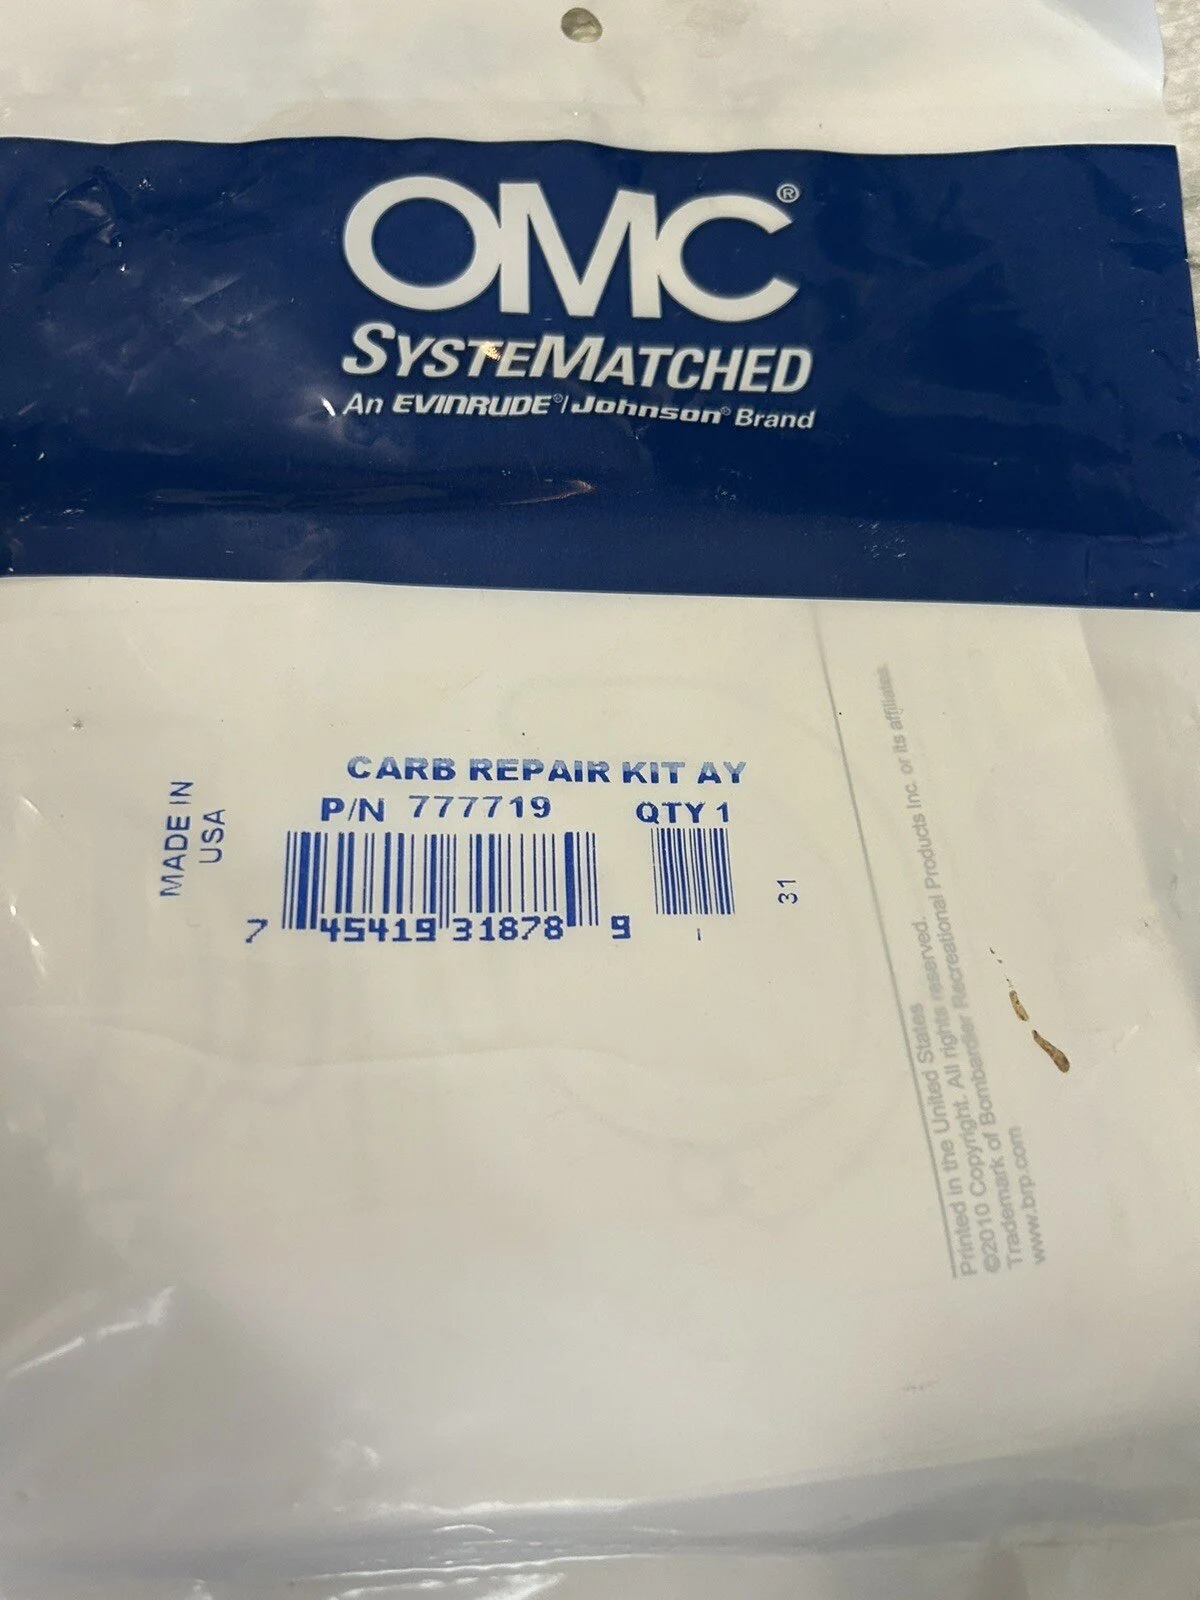 OMC®
SYSTEMATCHED
An EVINRUDE®/Johnson® Brand
CARB REPAIR KIT AY
P/N 777719 QTY 1
MADE IN
USA
7 45419 31878 9
31
Printed in the United States
©2010 Copyright. All rights reserved.
Trademark of Bombardier Recreational Products Inc. or its affiliates.
www.brp.com